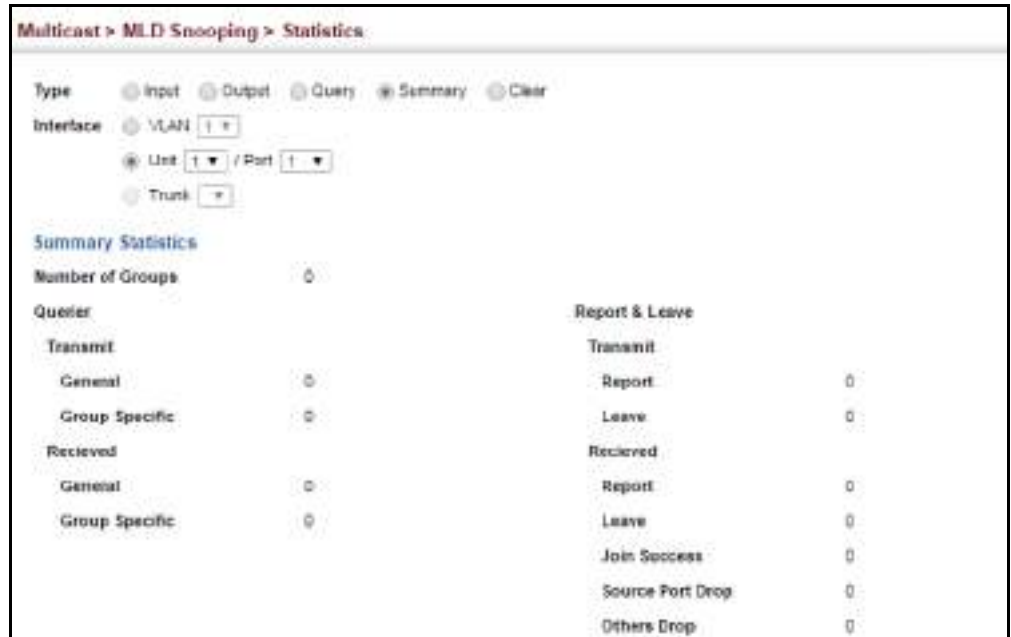 Multicast > MLD Snooping > Statistics
Type Input Output Query Summary Clear
Interface VLAN 1
Unit 1 / Port 1
Trunk
Summary Statistics
Number of Groups 0
Querier
Transmit
General 0
Group Specific 0
Recieved
General 0
Group Specific 0
Report & Leave
Transmit
Report 0
Leave 0
Recieved
Report 0
Leave 0
Join Success 0
Source Port Drop 0
Others Drop 0